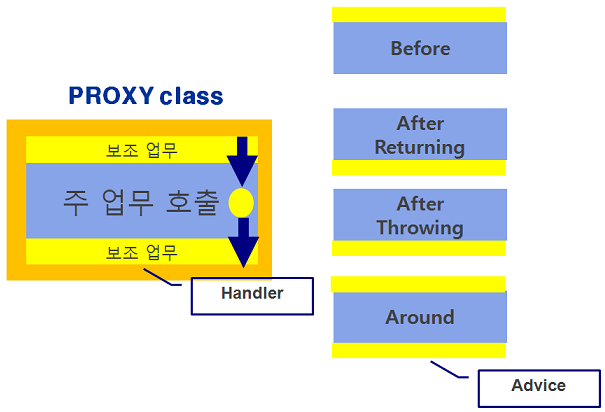 PROXY class
보조 업무
주 업무 호출
보조 업무
Handler
Before
After
Returning
After
Throwing
Around
Advice